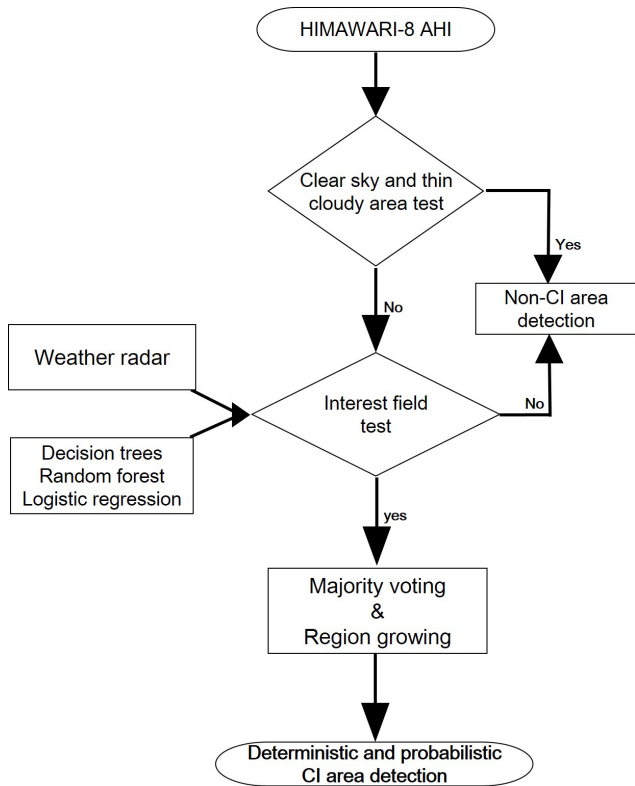 HIMAWARI-8 AHI
Clear sky and thin
cloudy area test
Yes
No
Non-CI area
detection
Weather radar
Interest field
test
No
Decision trees
Random forest
Logistic regression
yes
Majority voting
&
Region growing
Deterministic and probabilistic
CI area detection